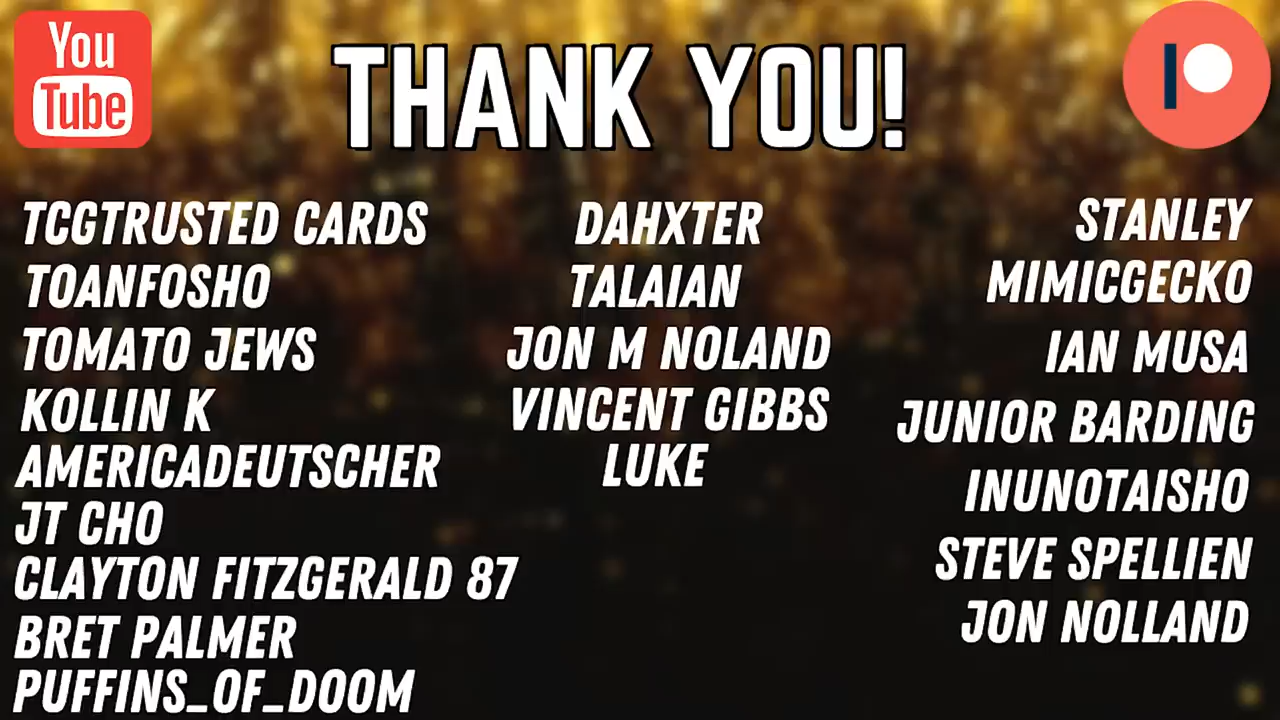 You
Tube
THANK YOU!
TCGTRUSTED CARDS
TOANFOSHO
TOMATO JEWS
KOLLIN K
AMERICADEUTSCHER
JT CHO
CLAYTON FITZGERALD 87
BRET PALMER
PUFFINS_OF_DOOM
DAHXTER
TALAIAN
JON M NOLAND
VINCENT GIBBS
LUKE
STANLEY
MIMICGECKO
IAN MUSA
JUNIOR BARDING
INUNOTAISHO
STEVE SPELLIEN
JON NOLLAND